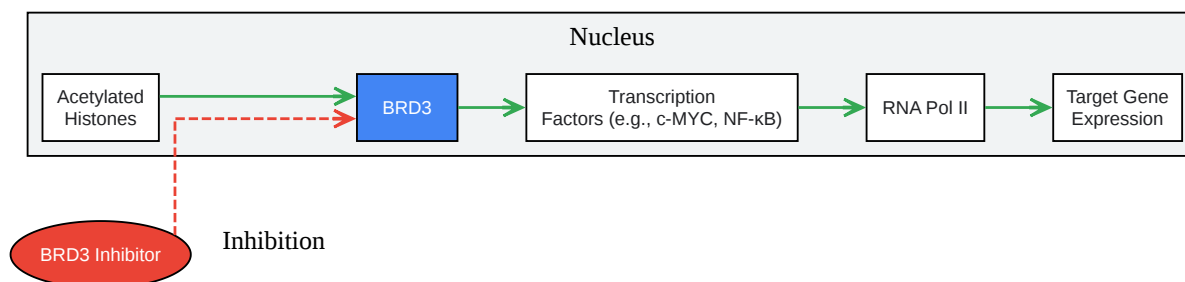 Nucleus
Acetylated
Histones
BRD3
Transcription
Factors (e.g., c-MYC, NF-κB)
RNA Pol II
Target Gene
Expression
BRD3 Inhibitor
Inhibition